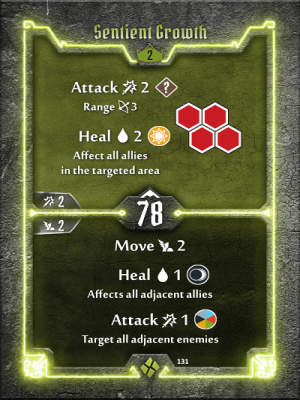 Sentient Growth
2
Attack 2 ?
Range 3
Heal 2
Affect all allies
in the targeted area
2
78
2
Move 2
Heal 1
Affects all adjacent allies
Attack 1
Target all adjacent enemies
131